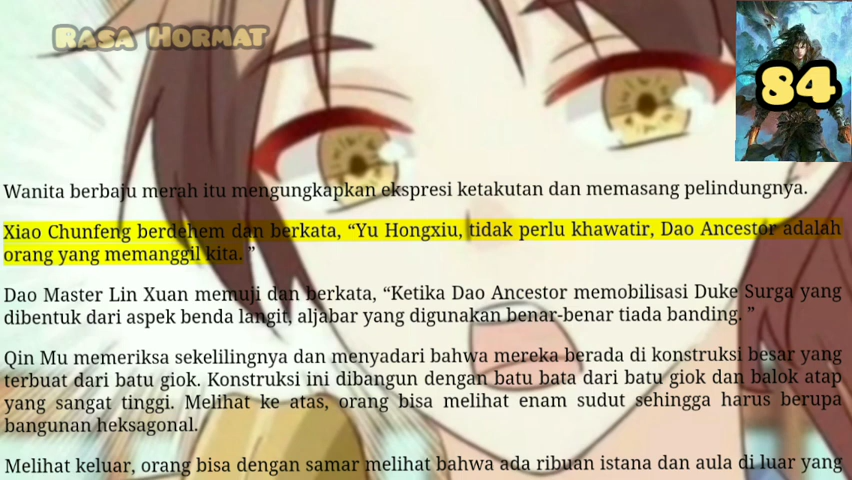 Rasa Hormat
84
Wanita berbaju merah itu mengungkapkan ekspresi ketakutan dan memasang pelindungnya.
Xiao Chunfeng berdehem dan berkata, “Yu Hongxiu, tidak perlu khawatir, Dao Ancestor adalah
orang yang memanggil kita. ”
Dao Master Lin Xuan memuji dan berkata, “Ketika Dao Ancestor memobilisasi Duke Surga yang
dibentuk dari aspek benda langit, aljabar yang digunakan benar-benar tiada banding. ”
Qin Mu memeriksa sekelilingnya dan menyadari bahwa mereka berada di konstruksi besar yang
terbuat dari batu giok. Konstruksi ini dibangun dengan batu bata dari batu giok dan balok atap
yang sangat tinggi. Melihat ke atas, orang bisa melihat enam sudut sehingga harus berupa
bangunan heksagonal.
Melihat keluar, orang bisa dengan samar melihat bahwa ada ribuan istana dan aula di luar yang